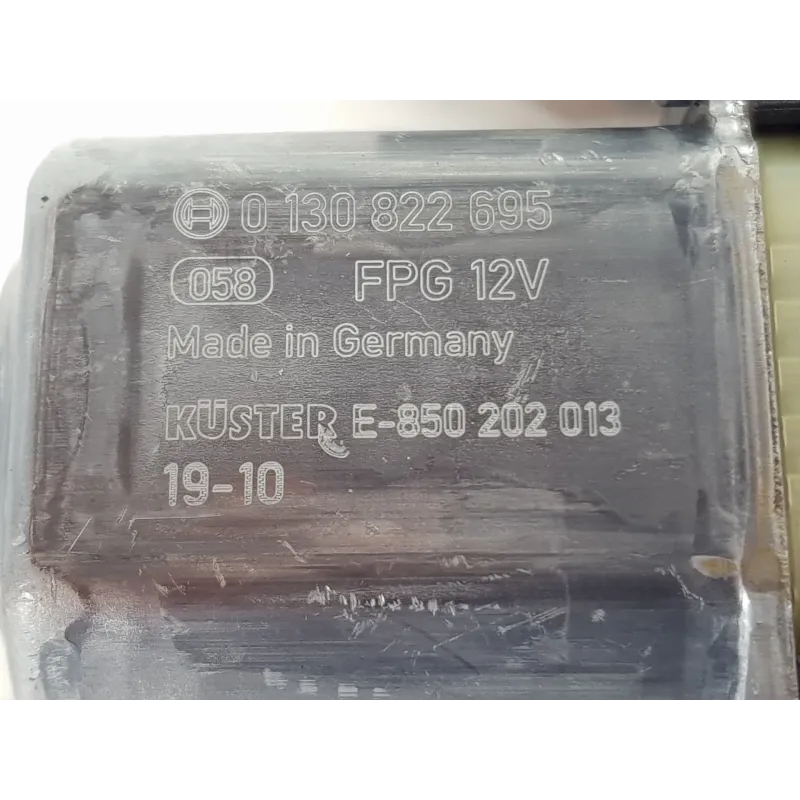 0 130 822 695
058 FPG 12V
Made in Germany
KÜSTER E-850 202 013
19-10